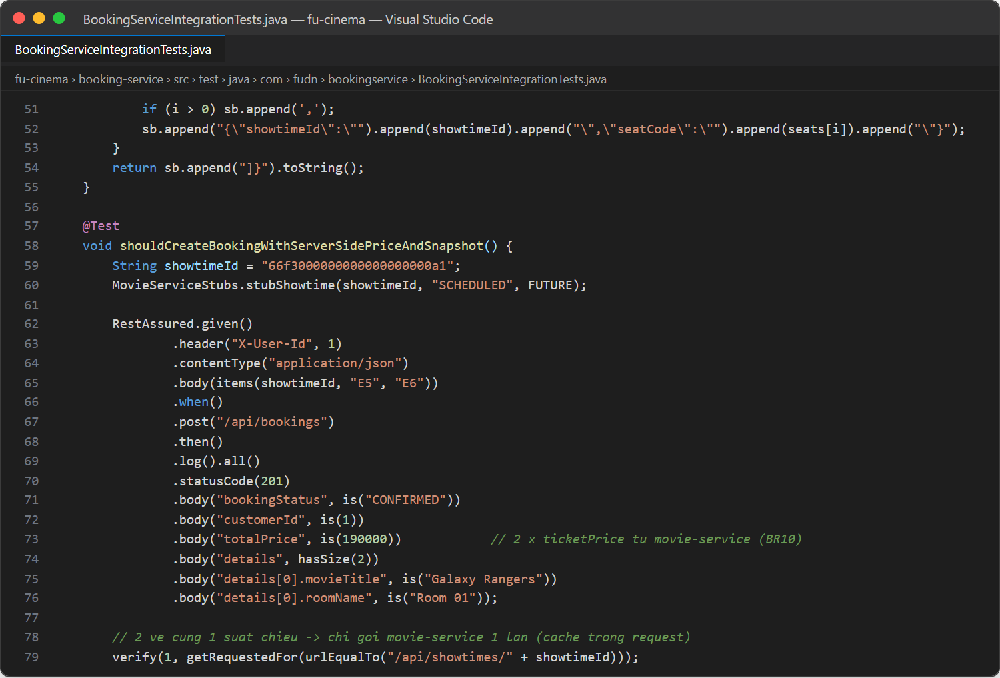 BookingServiceIntegrationTests.java — fu-cinema — Visual Studio Code
BookingServiceIntegrationTests.java
fu-cinema › booking-service › src › test › java › com › fudn › bookingservice › BookingServiceIntegrationTests.java
51 if (i > 0) sb.append(',');
52 sb.append("{\"showtimeId\":\"").append(showtimeId).append("\",\"seatCode\":\"").append(seats[i]).append("\"}");
53 }
54 return sb.append("]}").toString();
55 }
56
57 @Test
58 void shouldCreateBookingWithServerSidePriceAndSnapshot() {
59 String showtimeId = "66f3000000000000000000a1";
60 MovieServiceStubs.stubShowtime(showtimeId, "SCHEDULED", FUTURE);
61
62 RestAssured.given()
63 .header("X-User-Id", 1)
64 .contentType("application/json")
65 .body(items(showtimeId, "E5", "E6"))
66 .when()
67 .post("/api/bookings")
68 .then()
69 .log().all()
70 .statusCode(201)
71 .body("bookingStatus", is("CONFIRMED"))
72 .body("customerId", is(1))
73 .body("totalPrice", is(190000)) // 2 x ticketPrice tu movie-service (BR10)
74 .body("details", hasSize(2))
75 .body("details[0].movieTitle", is("Galaxy Rangers"))
76 .body("details[0].roomName", is("Room 01"));
77
78 // 2 ve cung 1 suat chieu -> chi goi movie-service 1 lan (cache trong request)
79 verify(1, getRequestedFor(urlEqualTo("/api/showtimes/" + showtimeId)));